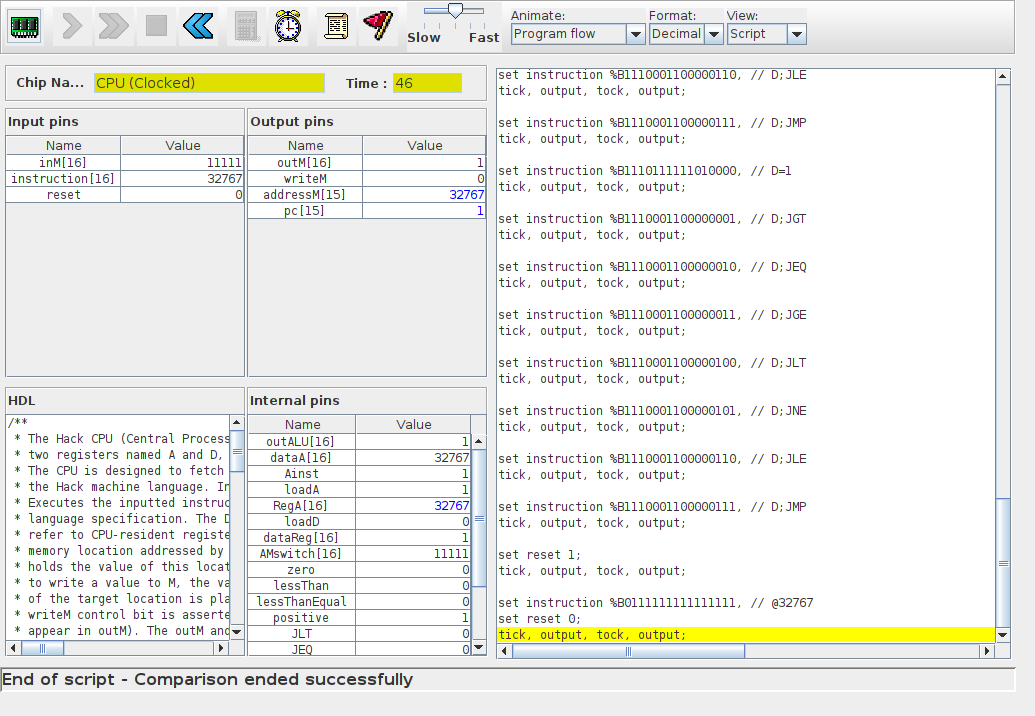 Slow Fast
Animate:
Program flow
Format:
Decimal
View:
Script
Chip Na... CPU (Clocked) Time : 46
Input pins
Name Value
inM[16] 11111
instruction[16] 32767
reset 0
Output pins
Name Value
outM[16] 1
writeM 0
addressM[15] 32767
pc[15] 1
HDL
/**
* The Hack CPU (Central Process
* two registers named A and D,
* The CPU is designed to fetch
* the Hack machine language. In
* Executes the inputted instruc
* language specification. The D
* refer to CPU-resident registe
* memory location addressed by
* holds the value of this locat
* to write a value to M, the va
* of the target location is pla
* writeM control bit is asserte
* appear in outM). The outM and
Internal pins
Name Value
outALU[16] 1
dataA[16] 32767
Ainst 1
loadA 1
RegA[16] 32767
loadD 0
dataReg[16] 1
AMswitch[16] 11111
zero 0
lessThan 0
lessThanEqual 0
positive 1
JLT 0
JEQ 0
set instruction %B1110001100000110, // D;JLE
tick, output, tock, output;
set instruction %B1110001100000111, // D;JMP
tick, output, tock, output;
set instruction %B1110111111010000, // D=1
tick, output, tock, output;
set instruction %B1110001100000001, // D;JGT
tick, output, tock, output;
set instruction %B1110001100000010, // D;JEQ
tick, output, tock, output;
set instruction %B1110001100000011, // D;JGE
tick, output, tock, output;
set instruction %B1110001100000100, // D;JLT
tick, output, tock, output;
set instruction %B1110001100000101, // D;JNE
tick, output, tock, output;
set instruction %B1110001100000110, // D;JLE
tick, output, tock, output;
set instruction %B1110001100000111, // D;JMP
tick, output, tock, output;
set reset 1;
tick, output, tock, output;
set instruction %B0111111111111111, // @32767
set reset 0;
tick, output, tock, output;
End of script - Comparison ended successfully